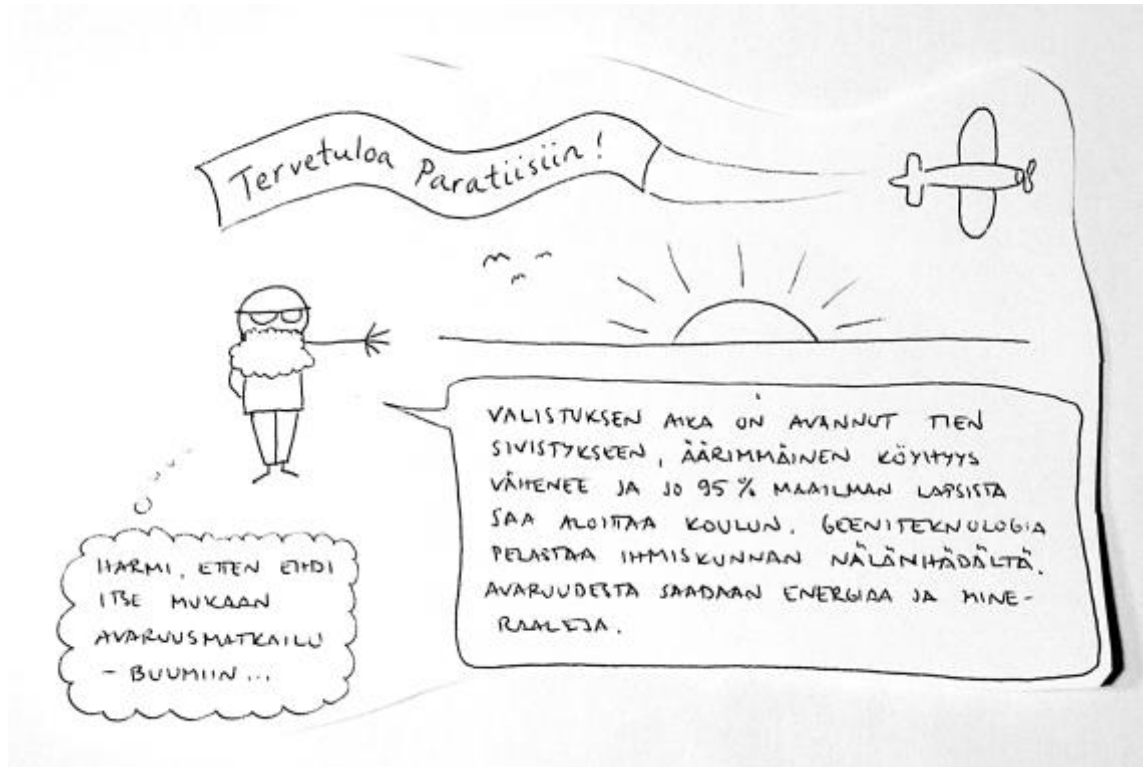 Tervetuloa Paratiisiin!
VALISTUKSEN AIKA ON AVANNUT TIEN
SIVISTYKSEEN, ÄÄRIMMÄINEN KÖYHYYS
VÄHENEE JA JO 95 % MAAILMAN LAPSISTA
SAA ALOITTAA KOULUN. GEENITEKNOLOGIA
PELASTAA IHMISKUNNAN NÄLÄNHÄDÄLTÄ.
AVARUUDESTA SAADAAN ENERGIAA JA MINE-
RAALEJA.
HARMI, ETTEN EHDI
ITSE MUKAAN
AVARUUSMATKAILU
- BUUMIIN...